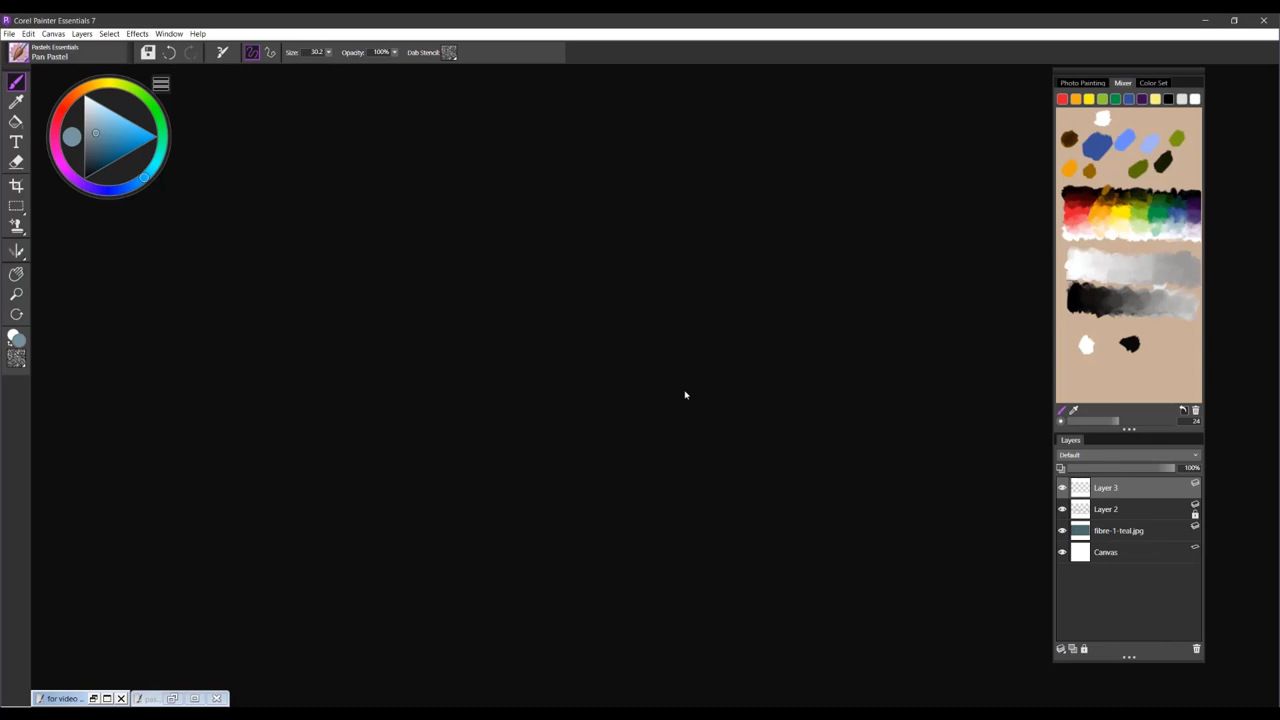 Corel Painter Essentials 7
File Edit Canvas Layers Select Effects Window Help
Pastels Essentials
Pan Pastel
Size: 30.2 Opacity: 100% Dab Stencil:
Photo Painting Mixer Color Set
24
Layers
Default
100%
Layer 3
Layer 2
fibre-1-teal.jpg
Canvas
for video ...